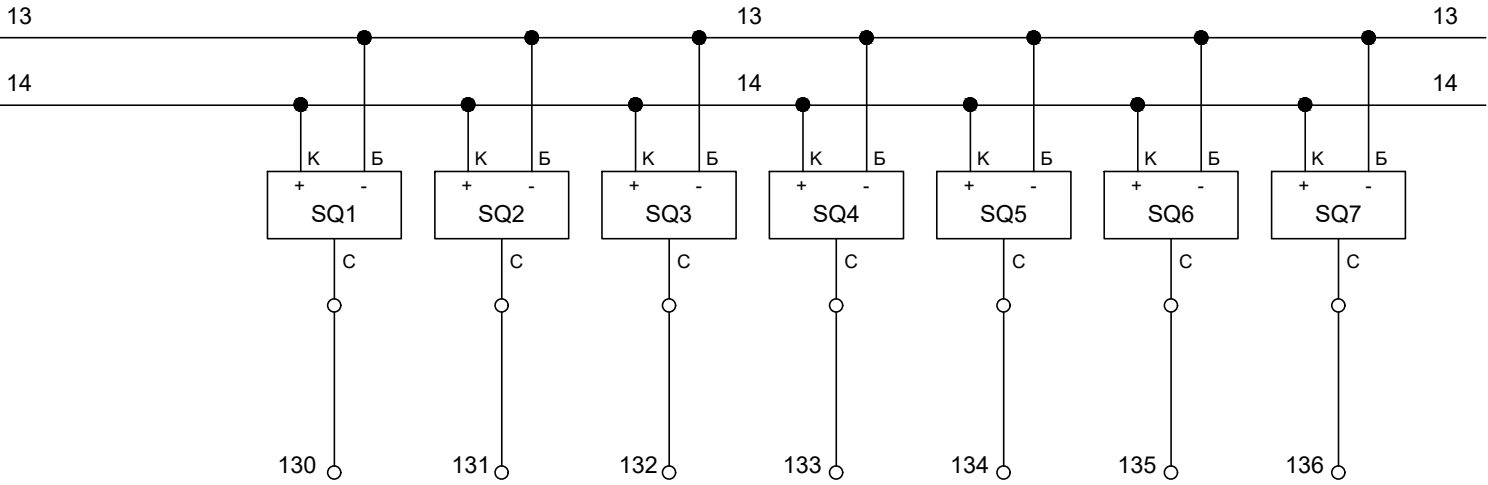 13 13 13
14 14 14
К Б К Б К Б К Б К Б К Б К Б
+ - + - + - + - + - + - + -
SQ1 SQ2 SQ3 SQ4 SQ5 SQ6 SQ7
С С С С С С С
130 131 132 133 134 135 136